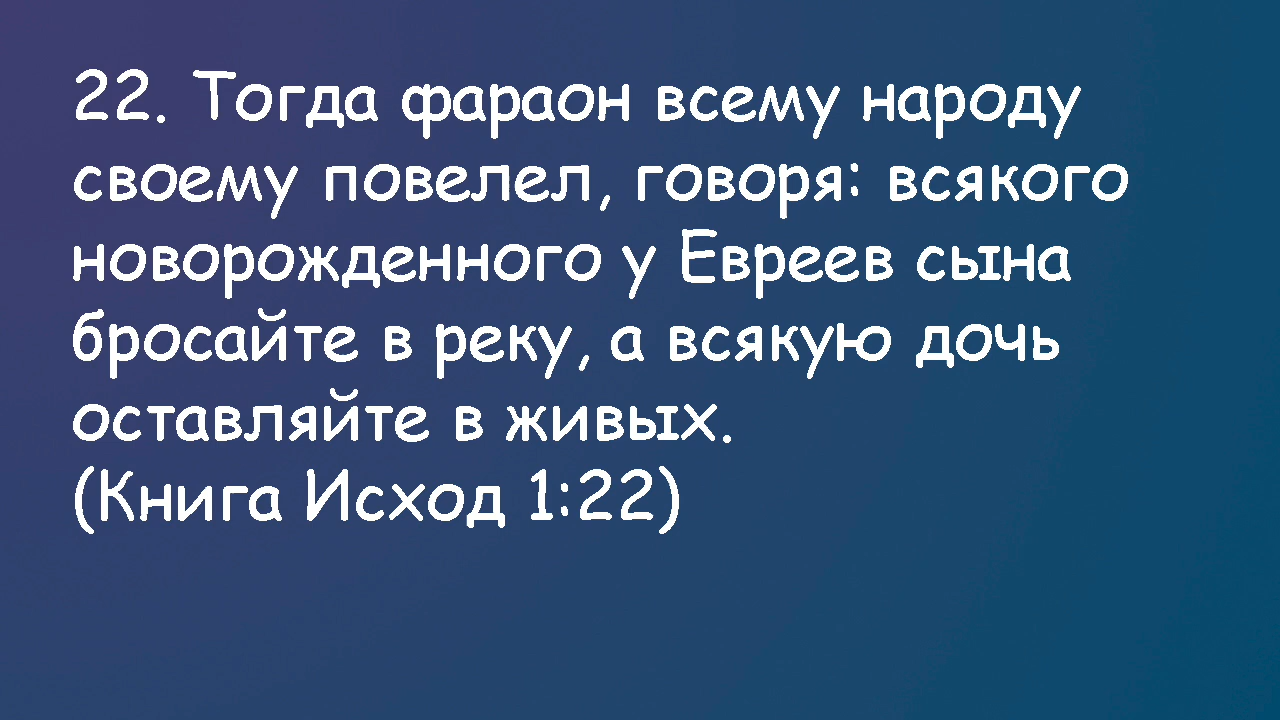 22. Тогда фараон всему народу
своему повелел, говоря: всякого
новорожденного у Евреев сына
бросайте в реку, а всякую дочь
оставляйте в живых.
(Книга Исход 1:22)